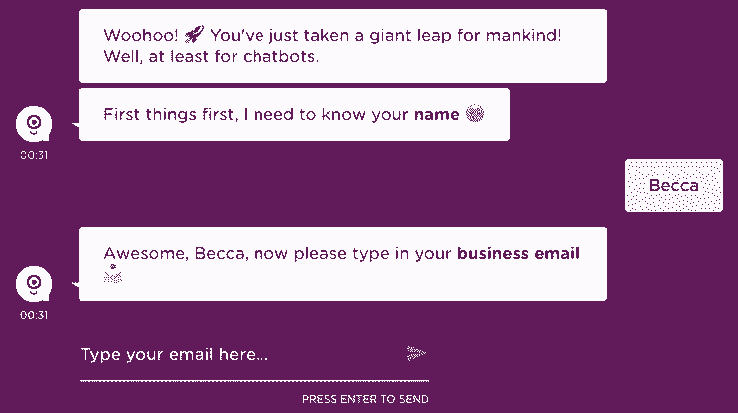 Woohoo! 🚀 You've just taken a giant leap for mankind!
Well, at least for chatbots.
First things first, I need to know your name
00:31
Becca
Awesome, Becca, now please type in your business email
00:31
Type your email here...
PRESS ENTER TO SEND